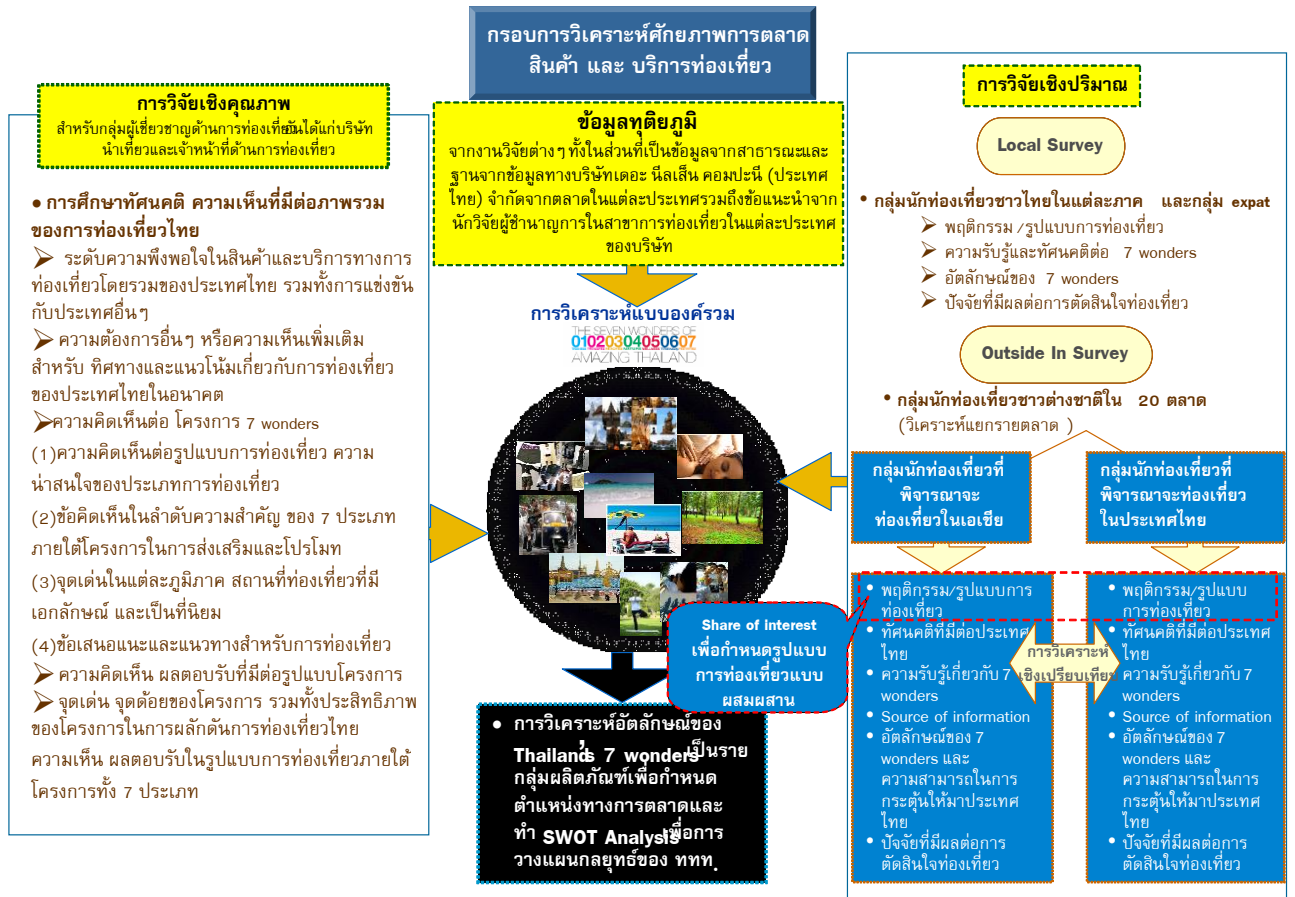 กรอบการวิเคราะห์ศักยภาพการตลาด
สินค้า และ บริการท่องเที่ยว
การวิจัยเชิงคุณภาพ
สำหรับกลุ่มผู้เชี่ยวชาญด้านการท่องเที่ยวอันได้แก่บริษัท
นำเที่ยวและเจ้าหน้าที่ด้านการท่องเที่ยว
• การศึกษาทัศนคติ ความเห็นที่มีต่อภาพรวม
ของการท่องเที่ยวไทย
➢ ระดับความพึงพอใจในสินค้าและบริการทางการ
ท่องเที่ยวโดยรวมของประเทศไทย รวมทั้งการแข่งขัน
กับประเทศอื่นๆ
➢ ความต้องการอื่นๆ หรือความเห็นเพิ่มเติม
สำหรับ ทิศทางและแนวโน้มเกี่ยวกับการท่องเที่ยว
ของประเทศไทยในอนาคต
➢ความคิดเห็นต่อ โครงการ 7 wonders
(1)ความคิดเห็นต่อรูปแบบการท่องเที่ยว ความ
น่าสนใจของประเภทการท่องเที่ยว
(2)ข้อคิดเห็นในลำดับความสำคัญ ของ 7 ประเภท
ภายใต้โครงการในการส่งเสริมและโปรโมท
(3)จุดเด่นในแต่ละภูมิภาค สถานที่ท่องเที่ยวที่มี
เอกลักษณ์ และเป็นที่นิยม
(4)ข้อเสนอแนะและแนวทางสำหรับการท่องเที่ยว
➢ ความคิดเห็น ผลตอบรับที่มีต่อรูปแบบโครงการ
➢ จุดเด่น จุดด้อยของโครงการ รวมทั้งประสิทธิภาพ
ของโครงการในการผลักดันการท่องเที่ยวไทย
ความเห็น ผลตอบรับในรูปแบบการท่องเที่ยวภายใต้
โครงการทั้ง 7 ประเภท
ข้อมูลทุติยภูมิ
จากงานวิจัยต่างๆ ทั้งในส่วนที่เป็นข้อมูลจากสาธารณะและ
ฐานจากข้อมูลทางบริษัทเดอะ นีลเส็น คอมปะนี (ประเทศ
ไทย) จำกัดจากตลาดในแต่ละประเทศรวมถึงข้อแนะนำจาก
นักวิจัยผู้ชำนาญการในสาขาการท่องเที่ยวในแต่ละประเทศ
ของบริษัท
การวิเคราะห์แบบองค์รวม
THE SEVEN WONDERS OF
01020304050607
AMAZING THAILAND
Share of interest
เพื่อกำหนดรูปแบบ
การท่องเที่ยวแบบ
ผสมผสาน
• การวิเคราะห์อัตลักษณ์ของ
Thailand's 7 wonders เป็นราย
กลุ่มผลิตภัณฑ์เพื่อกำหนด
ตำแหน่งทางการตลาดและ
ทำ SWOT Analysis เพื่อการ
วางแผนกลยุทธ์ของ ททท.
การวิจัยเชิงปริมาณ
Local Survey
• กลุ่มนักท่องเที่ยวชาวไทยในแต่ละภาค และกลุ่ม expat
➢ พฤติกรรม /รูปแบบการท่องเที่ยว
➢ ความรับรู้และทัศนคติต่อ 7 wonders
➢ อัตลักษณ์ของ 7 wonders
➢ ปัจจัยที่มีผลต่อการตัดสินใจท่องเที่ยว
Outside In Survey
• กลุ่มนักท่องเที่ยวชาวต่างชาติใน 20 ตลาด
(วิเคราะห์แยกรายตลาด )
กลุ่มนักท่องเที่ยวที่
พิจารณาจะ
ท่องเที่ยวในเอเชีย
• พฤติกรรม/รูปแบบการ
ท่องเที่ยว
• ทัศนคติที่มีต่อประเทศ
ไทย
ความรับรู้เกี่ยวกับ 7
wonders
• Source of information
• อัตลักษณ์ของ 7
wonders และ
ความสามารถในการ
กระตุ้นให้มาประเทศ
ไทย
• ปัจจัยที่มีผลต่อการ
ตัดสินใจท่องเที่ยว
การวิเคราะห์
เชิงเปรียบเทียบ
กลุ่มนักท่องเที่ยวที่
พิจารณาจะท่องเที่ยว
ในประเทศไทย
• พฤติกรรม/รูปแบบ
การท่องเที่ยว
• ทัศนคติที่มีต่อประเทศ
ไทย
ความรับรู้เกี่ยวกับ 7
wonders
• Source of information
• อัตลักษณ์ของ 7
wonders และ
ความสามารถในการ
กระตุ้นให้มาประเทศ
ไทย
• ปัจจัยที่มีผลต่อการ
ตัดสินใจท่องเที่ยว